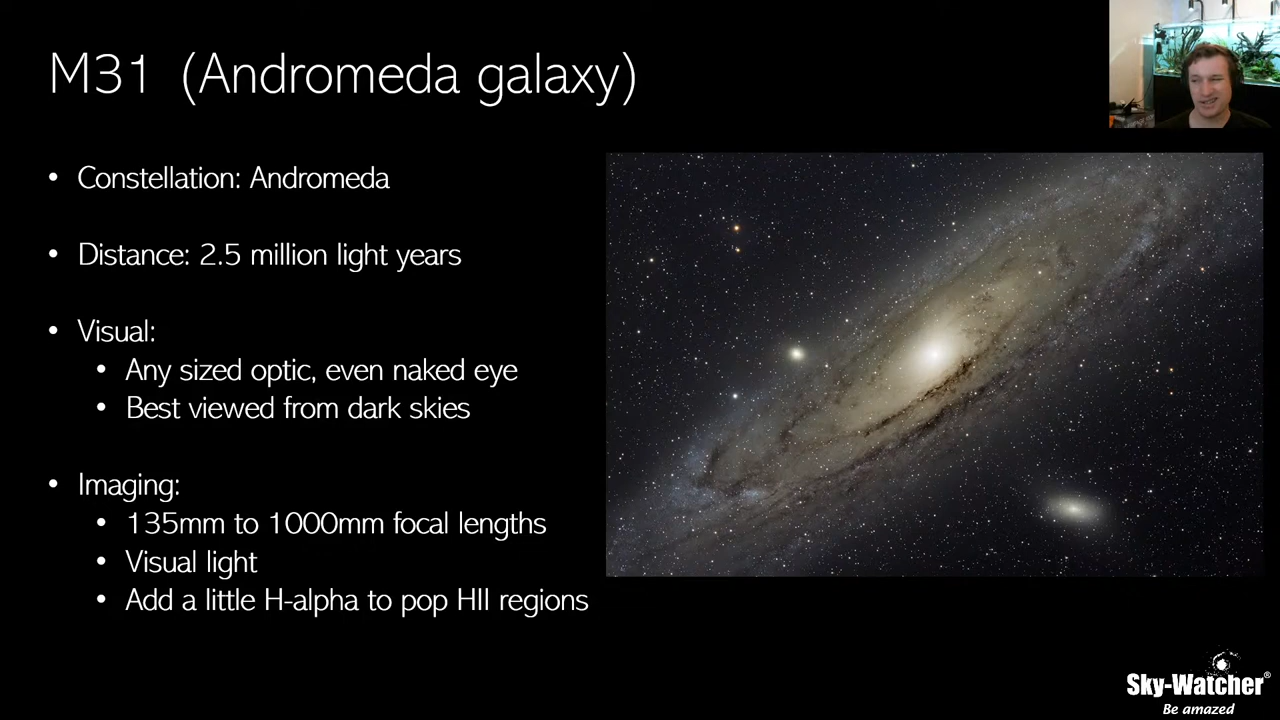 M31 (Andromeda galaxy)
• Constellation: Andromeda
• Distance: 2.5 million light years
• Visual:
• Any sized optic, even naked eye
• Best viewed from dark skies
• Imaging:
• 135mm to 1000mm focal lengths
• Visual light
• Add a little H-alpha to pop HII regions
Sky-Watcher®
Be amazed